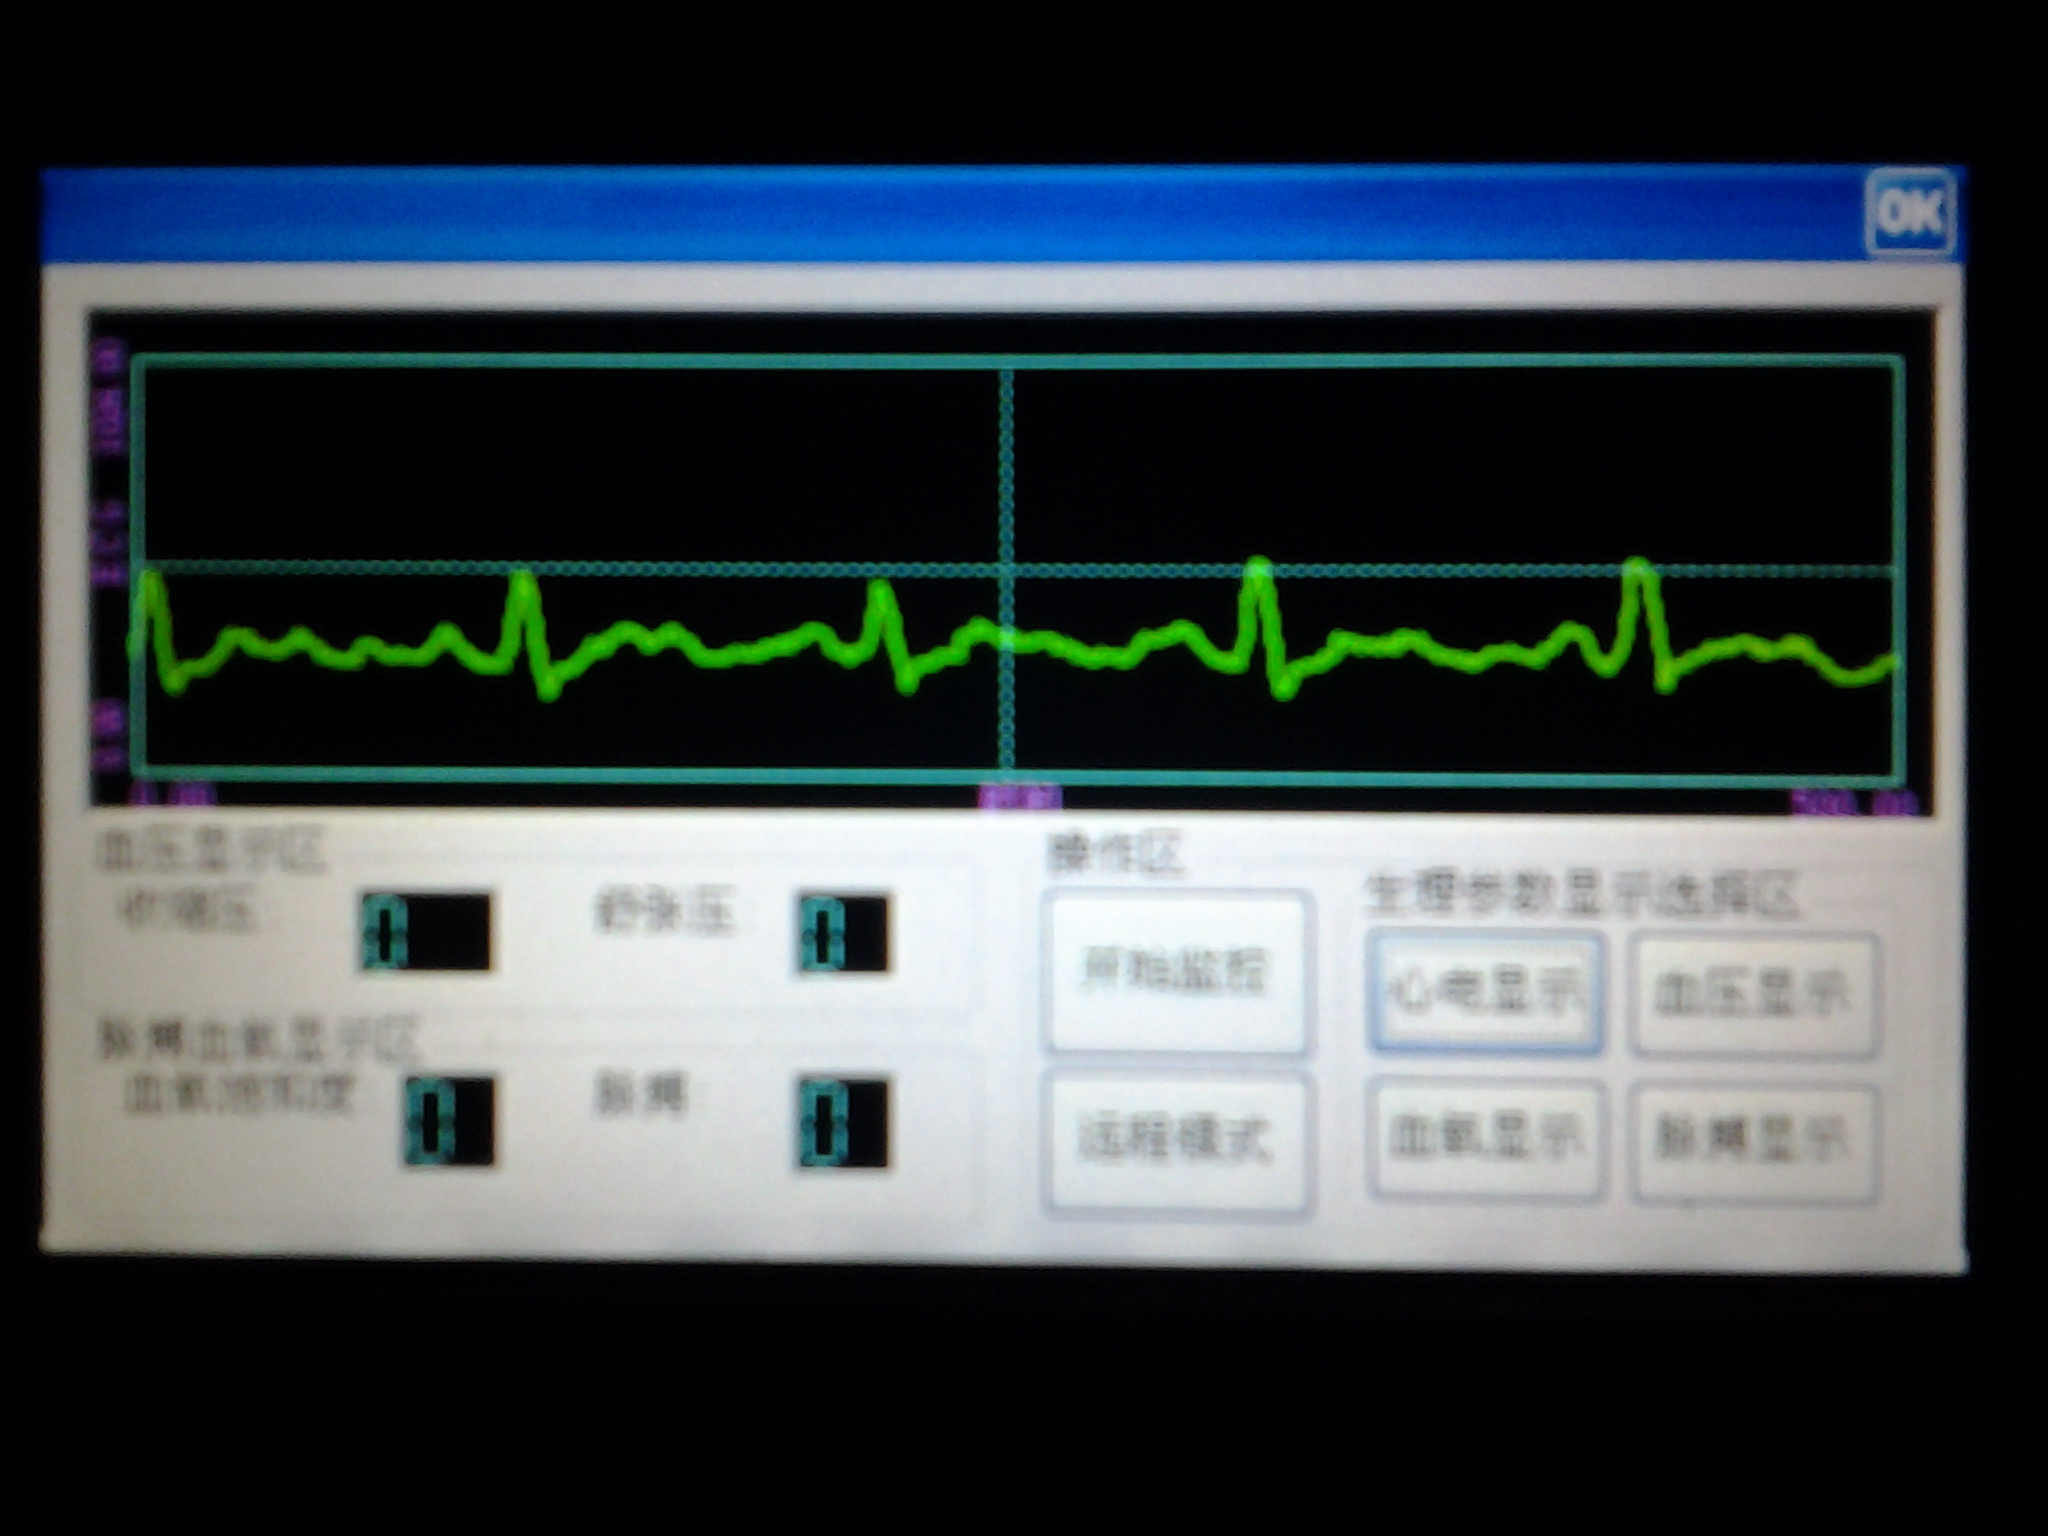 OK
ECG
血压显示区
收缩压 0 舒张压 0
脉搏血氧显示区
血氧饱和度 0 脉搏 0
操作区
开始监控
远程模式
生理参数显示选择区
心电显示 血压显示
血氧显示 脉搏显示